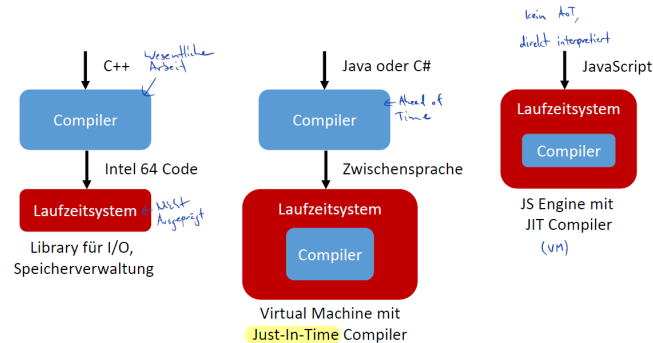 C++
Wesentliche
Arbeit
Compiler
Intel 64 Code
Laufzeitsystem
Nicht
Ausgeprägt
Library für I/O,
Speicherverwaltung
Java oder C#
Compiler
Ahead of
Time
Zwischensprache
Laufzeitsystem
Compiler
Virtual Machine mit
Just-In-Time Compiler
kein AoT,
direkt interpretiert
JavaScript
Laufzeitsystem
Compiler
JS Engine mit
JIT Compiler
(VM)